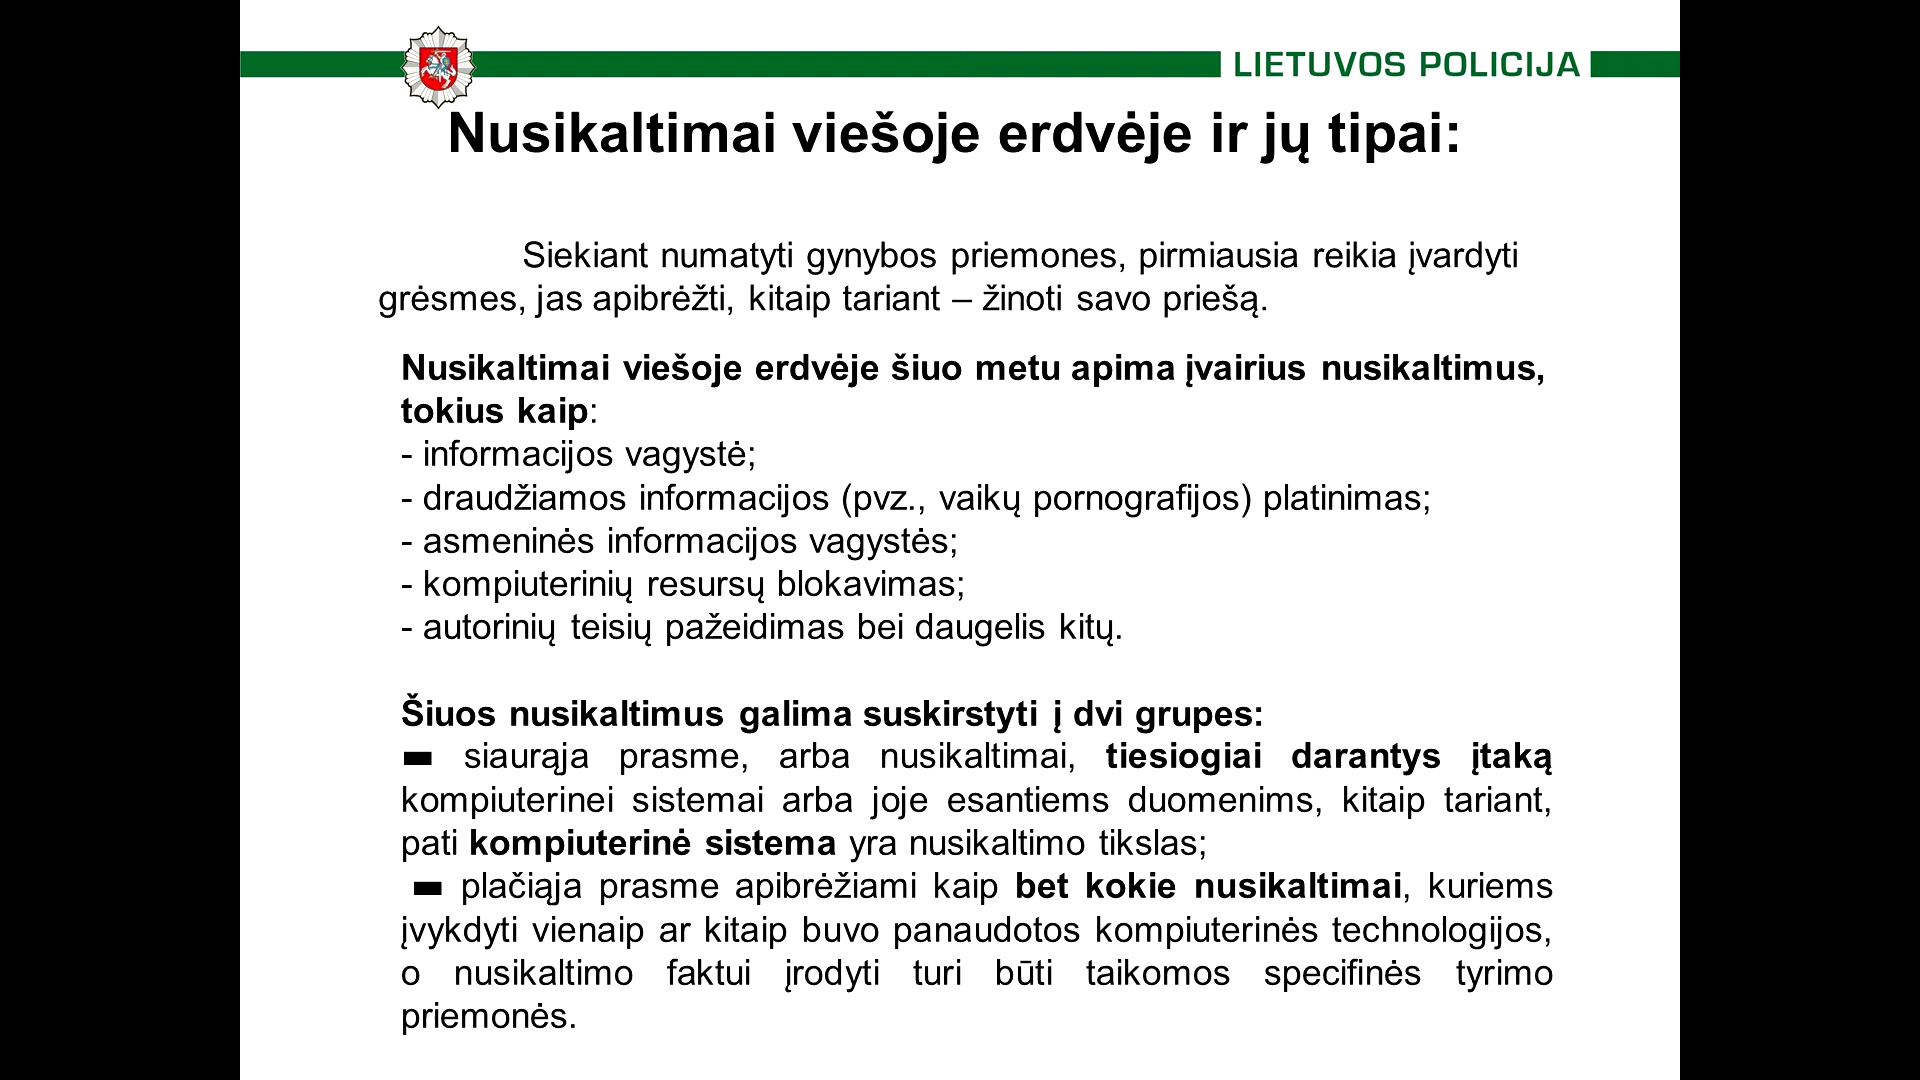 LIETUVOS POLICIJA
Nusikaltimai viešoje erdvėje ir jų tipai:
Siekiant numatyti gynybos priemones, pirmiausia reikia įvardyti
grėsmes, jas apibrėžti, kitaip tariant – žinoti savo priešą.
Nusikaltimai viešoje erdvėje šiuo metu apima įvairius nusikaltimus,
tokius kaip:
- informacijos vagystė;
- draudžiamos informacijos (pvz., vaikų pornografijos) platinimas;
- asmeninės informacijos vagystės;
- kompiuterinių resursų blokavimas;
- autorinių teisių pažeidimas bei daugelis kitų.
Šiuos nusikaltimus galima suskirstyti į dvi grupes:
▬ siaurąja prasme, arba nusikaltimai, tiesiogiai darantys įtaką
kompiuterinei sistemai arba joje esantiems duomenims, kitaip tariant,
pati kompiuterinė sistema yra nusikaltimo tikslas;
▬ plačiąja prasme apibrėžiami kaip bet kokie nusikaltimai, kuriems
įvykdyti vienaip ar kitaip buvo panaudotos kompiuterinės technologijos,
o nusikaltimo faktui įrodyti turi būti taikomos specifinės tyrimo
priemonės.